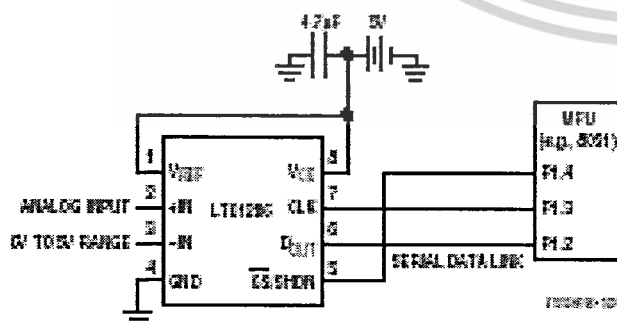 4.7µF
5V
MPU
(e.g., 8051)
1
VREF
VCC
8
P1.4
2
ANALOG INPUT
+IN
CLK
7
P1.3
3
0V TO 5V RANGE
–IN
DOUT
6
P1.2
SERIAL DATA LINK
4
GND
CS/SHDN
5